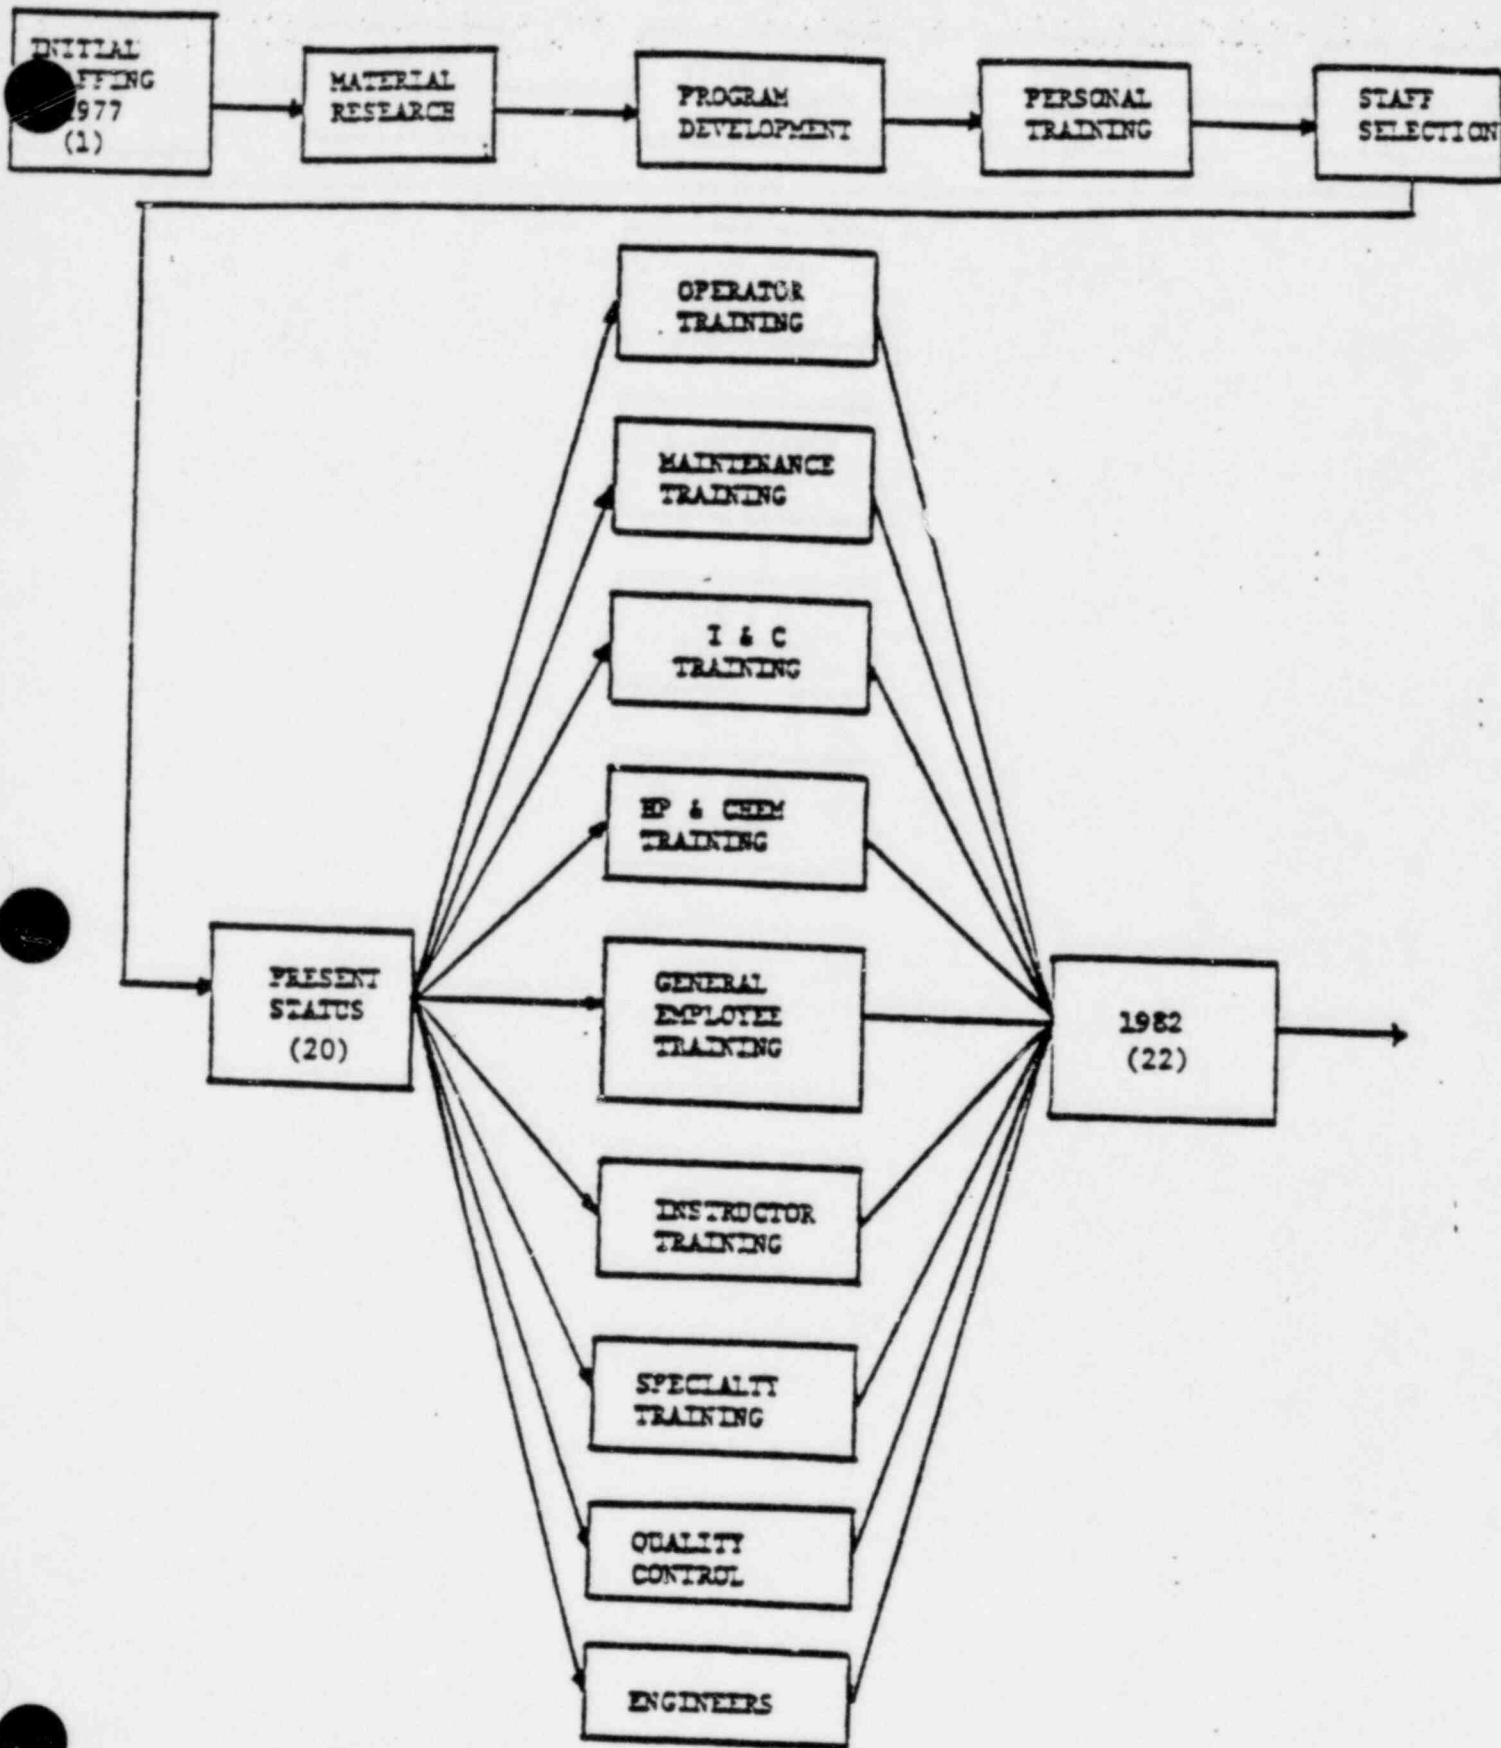 INITIAL
FFING
1977
(1)
MATERIAL
RESEARCH
PROGRAM
DEVELOPMENT
PERSONAL
TRAINING
STAFF
SELECTION
OPERATOR
TRAINING
MAINTENANCE
TRAINING
I & C
TRAINING
HP & CHEM
TRAINING
PRESENT
STATUS
(20)
GENERAL
EMPLOYEE
TRAINING
1982
(22)
INSTRUCTOR
TRAINING
SPECIALTY
TRAINING
QUALITY
CONTROL
ENGINEERS